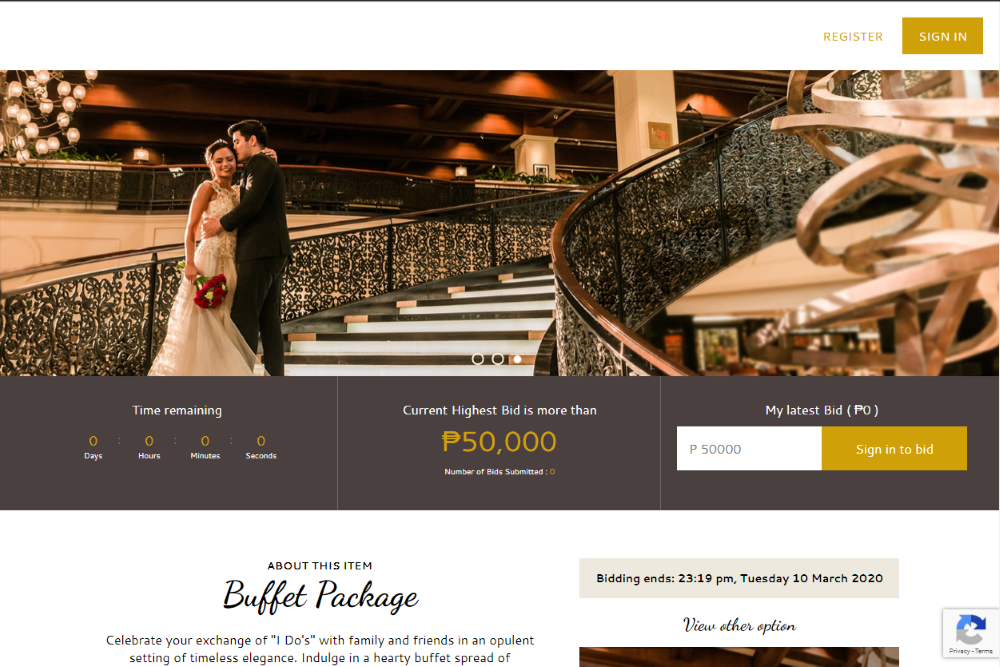 REGISTER
SIGN IN
Time remaining
0 : 0 : 0 : 0
Days Hours Minutes Seconds
Current Highest Bid is more than
₱50,000
Number of Bids Submitted : 0
My latest Bid ( ₱0 )
P 50000
Sign in to bid
ABOUT THIS ITEM
Buffet Package
Celebrate your exchange of "I Do's" with family and friends in an opulent
setting of timeless elegance. Indulge in a hearty buffet spread of
Bidding ends: 23:19 pm, Tuesday 10 March 2020
View other option
Privacy - Terms